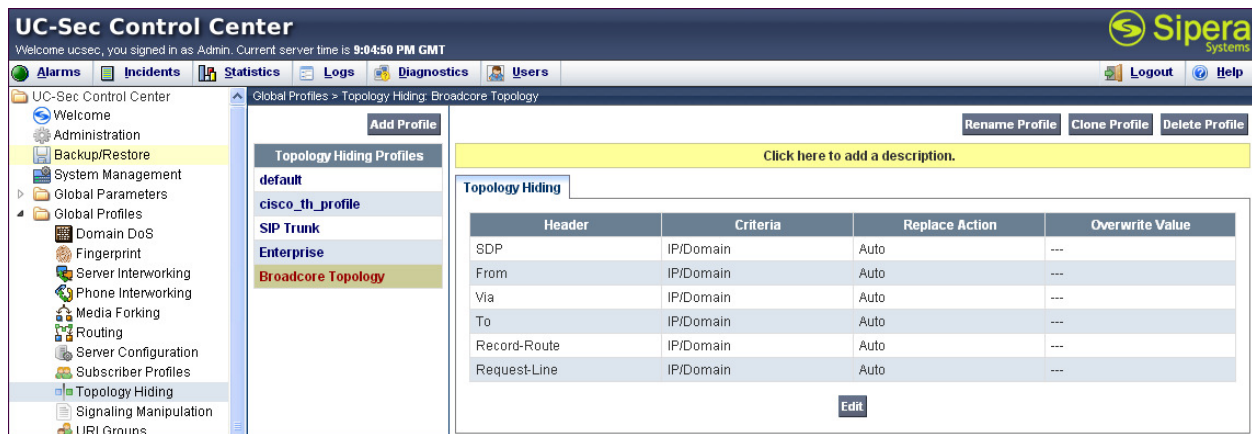 UC-Sec Control Center
Welcome ucsec, you signed in as Admin. Current server time is 9:04:50 PM GMT
Sipera
Systems
Alarms Incidents Statistics Logs Diagnostics Users Logout Help
UC-Sec Control Center
Welcome
Administration
Backup/Restore
System Management
Global Parameters
Global Profiles
Domain DoS
Fingerprint
Server Interworking
Phone Interworking
Media Forking
Routing
Server Configuration
Subscriber Profiles
Topology Hiding
Signaling Manipulation
URI Groups
Global Profiles > Topology Hiding: Broadcore Topology
Add Profile
Topology Hiding Profiles
default
cisco_th_profile
SIP Trunk
Enterprise
Broadcore Topology
Rename Profile Clone Profile Delete Profile
Click here to add a description.
Topology Hiding
Header Criteria Replace Action Overwrite Value
SDP IP/Domain Auto ---
From IP/Domain Auto ---
Via IP/Domain Auto ---
To IP/Domain Auto ---
Record-Route IP/Domain Auto ---
Request-Line IP/Domain Auto ---
Edit